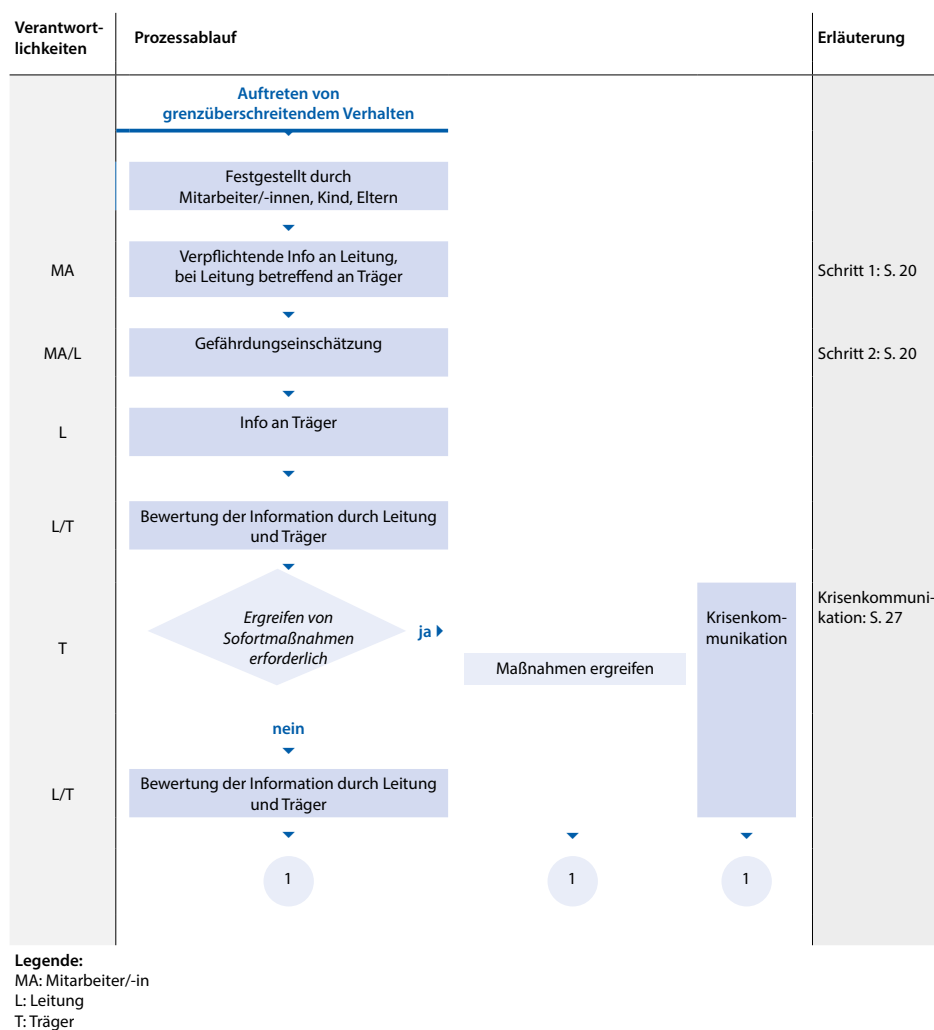 Verantwort-
lichkeiten
Prozessablauf
Erläuterung
Auftreten von
grenzüberschreitendem Verhalten
Festgestellt durch
Mitarbeiter/-innen, Kind, Eltern
MA
Verpflichtende Info an Leitung,
bei Leitung betreffend an Träger
Schritt 1: S. 20
MA/L
Gefährdungseinschätzung
Schritt 2: S. 20
L
Info an Träger
L/T
Bewertung der Information durch Leitung
und Träger
T
Ergreifen von
Sofortmaßnahmen
erforderlich
ja
Maßnahmen ergreifen
Krisenkom-
munikation
Krisenkommuni-
kation: S. 27
nein
L/T
Bewertung der Information durch Leitung
und Träger
1
1
1
Legende:
MA: Mitarbeiter/-in
L: Leitung
T: Träger